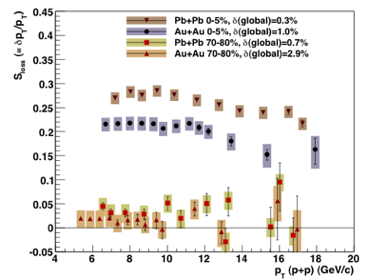 Pb+Pb 0-5%, δ(global)=0.3%
Au+Au 0-5%, δ(global)=1.0%
Pb+Pb 70-80%, δ(global)=0.7%
Au+Au 70-80%, δ(global)=2.9%
S_loss (= δp_T/p_T)
0.45
0.4
0.35
0.3
0.25
0.2
0.15
0.1
0.05
0
-0.05
4 6 8 10 12 14 16 18 20
p_T (p+p) (GeV/c)